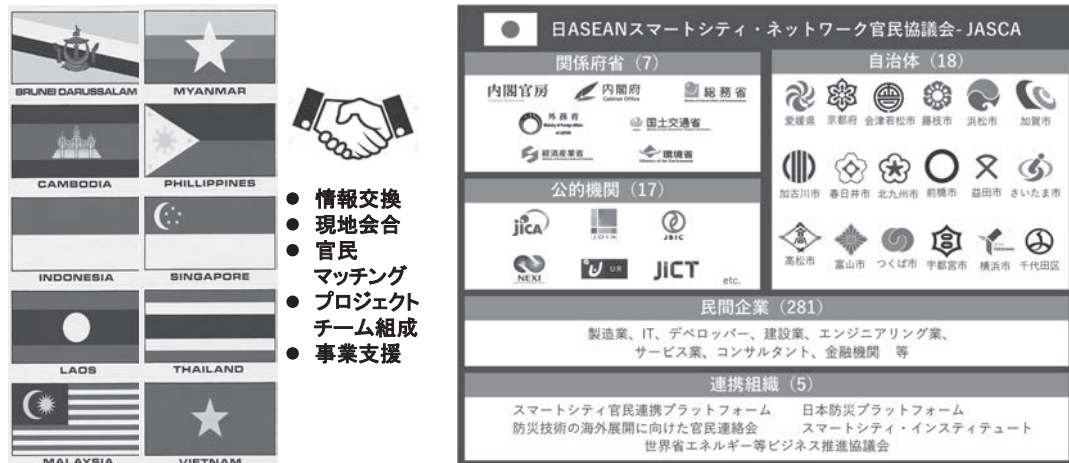 BRUNEI DARUSSALAM
MYANMAR
CAMBODIA
PHILLIPPINES
INDONESIA
SINGAPORE
LAOS
THAILAND
MALAYSIA
VIETNAM
● 情報交換
● 現地会合
● 官民
マッチング
● プロジェクト
チーム組成
● 事業支援
日ASEANスマートシティ・ネットワーク官民協議会- JASCA
関係府省（7）
内閣官房
内閣府
Cabinet Office
総務省
外務省
Ministry of Foreign Affairs
of JAPAN
国土交通省
経済産業省
環境省
Ministry of the Environment
公的機関（17）
jICA
JOIN
JBIC
NEXI
UR
JICT
etc.
自治体（18）
愛媛県 京都府 会津若松市 藤枝市 浜松市 加賀市
加古川市 春日井市 北九州市 前橋市 益田市 さいたま市
高松市 富山市 つくば市 宇都宮市 横浜市 千代田区
民間企業（281）
製造業、IT、デベロッパー、建設業、エンジニアリング業、
サービス業、コンサルタント、金融機関 等
連携組織（5）
スマートシティ官民連携プラットフォーム 日本防災プラットフォーム
防災技術の海外展開に向けた官民連絡会 スマートシティ・インスティテュート
世界省エネルギー等ビジネス推進協議会